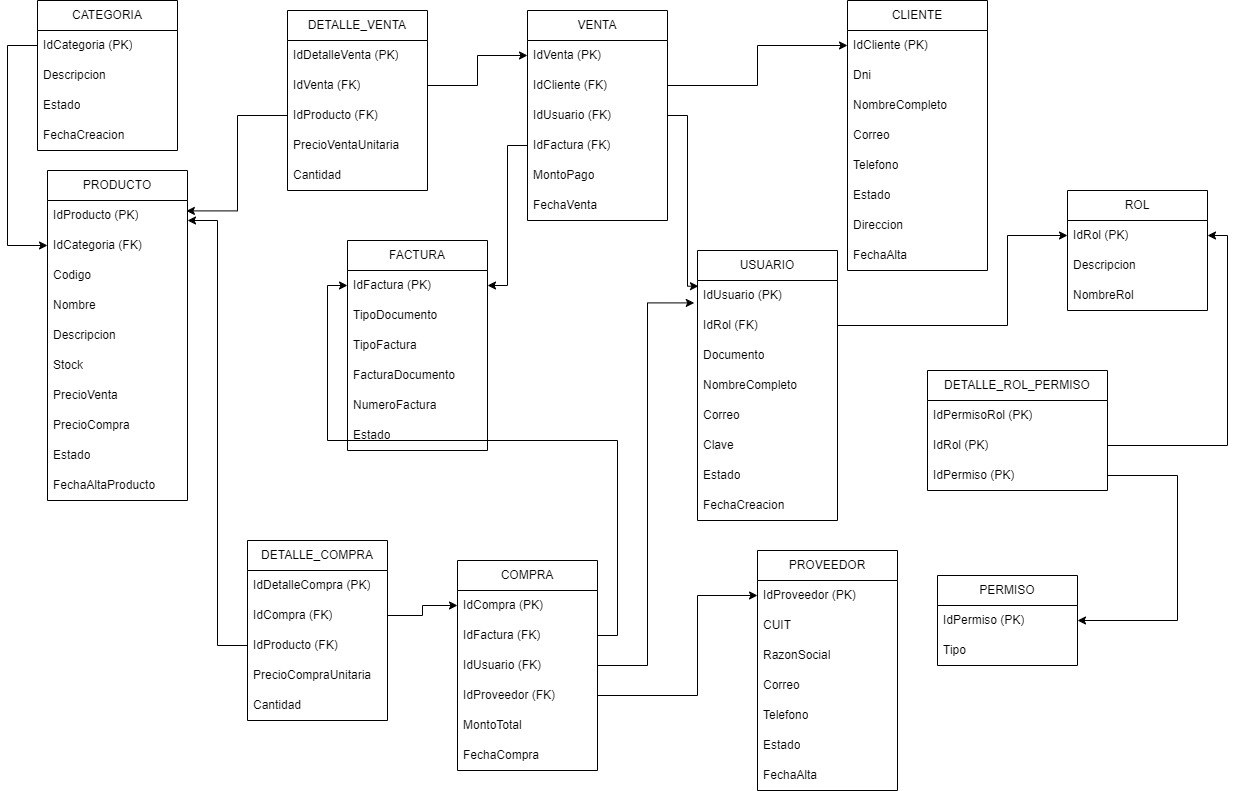 CATEGORIA
IdCategoria (PK)
Descripcion
Estado
FechaCreacion
DETALLE_VENTA
IdDetalleVenta (PK)
IdVenta (FK)
IdProducto (FK)
PrecioVentaUnitaria
Cantidad
VENTA
IdVenta (PK)
IdCliente (FK)
IdUsuario (FK)
IdFactura (FK)
MontoPago
FechaVenta
CLIENTE
IdCliente (PK)
Dni
NombreCompleto
Correo
Telefono
Estado
Direccion
FechaAlta
PRODUCTO
IdProducto (PK)
IdCategoria (FK)
Codigo
Nombre
Descripcion
Stock
PrecioVenta
PrecioCompra
Estado
FechaAltaProducto
FACTURA
IdFactura (PK)
TipoDocumento
TipoFactura
FacturaDocumento
NumeroFactura
Estado
USUARIO
IdUsuario (PK)
IdRol (FK)
Documento
NombreCompleto
Correo
Clave
Estado
FechaCreacion
ROL
IdRol (PK)
Descripcion
NombreRol
DETALLE_ROL_PERMISO
IdPermisoRol (PK)
IdRol (PK)
IdPermiso (PK)
DETALLE_COMPRA
IdDetalleCompra (PK)
IdCompra (FK)
IdProducto (FK)
PrecioCompraUnitaria
Cantidad
COMPRA
IdCompra (PK)
IdFactura (FK)
IdUsuario (FK)
IdProveedor (FK)
MontoTotal
FechaCompra
PROVEEDOR
IdProveedor (PK)
CUIT
RazonSocial
Correo
Telefono
Estado
FechaAlta
PERMISO
IdPermiso (PK)
Tipo